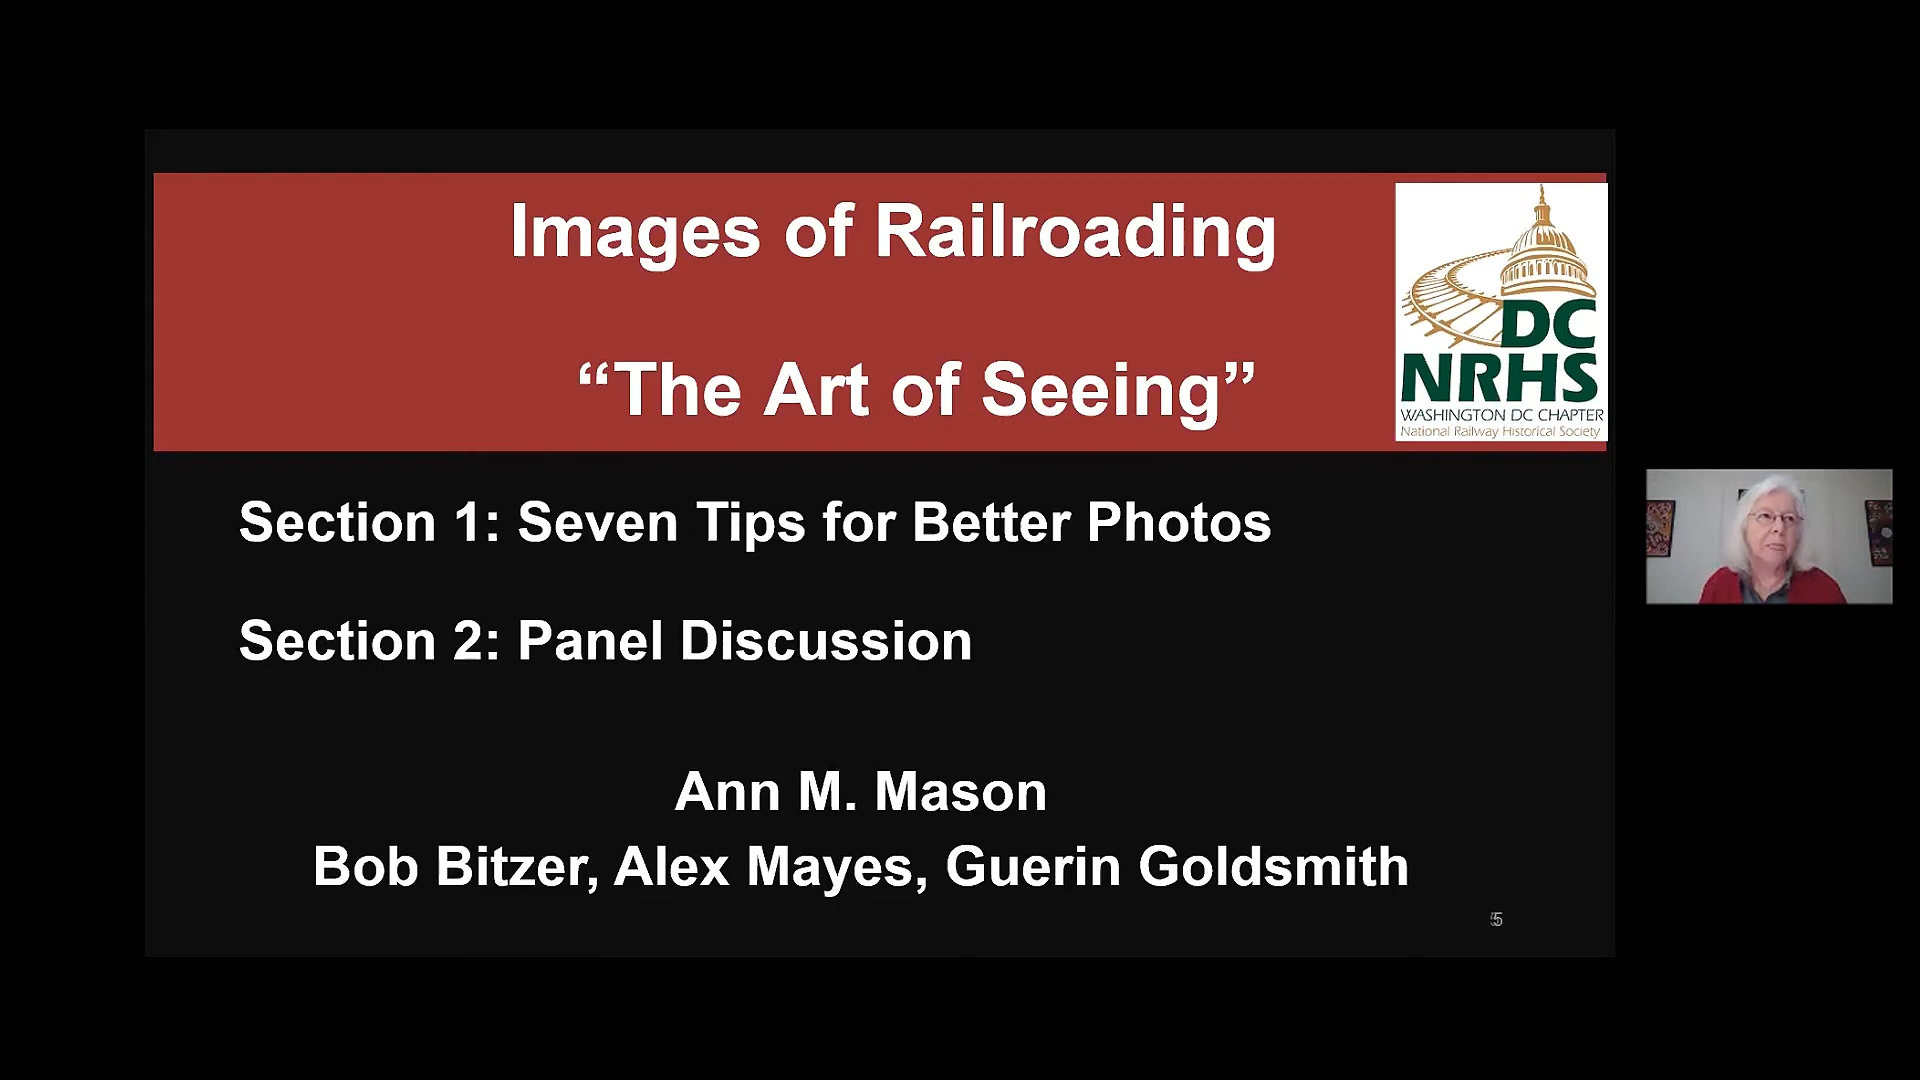 Images of Railroading
“The Art of Seeing”
DC
NRHS
WASHINGTON DC CHAPTER
National Railway Historical Society
Section 1: Seven Tips for Better Photos
Section 2: Panel Discussion
Ann M. Mason
Bob Bitzer, Alex Mayes, Guerin Goldsmith
5